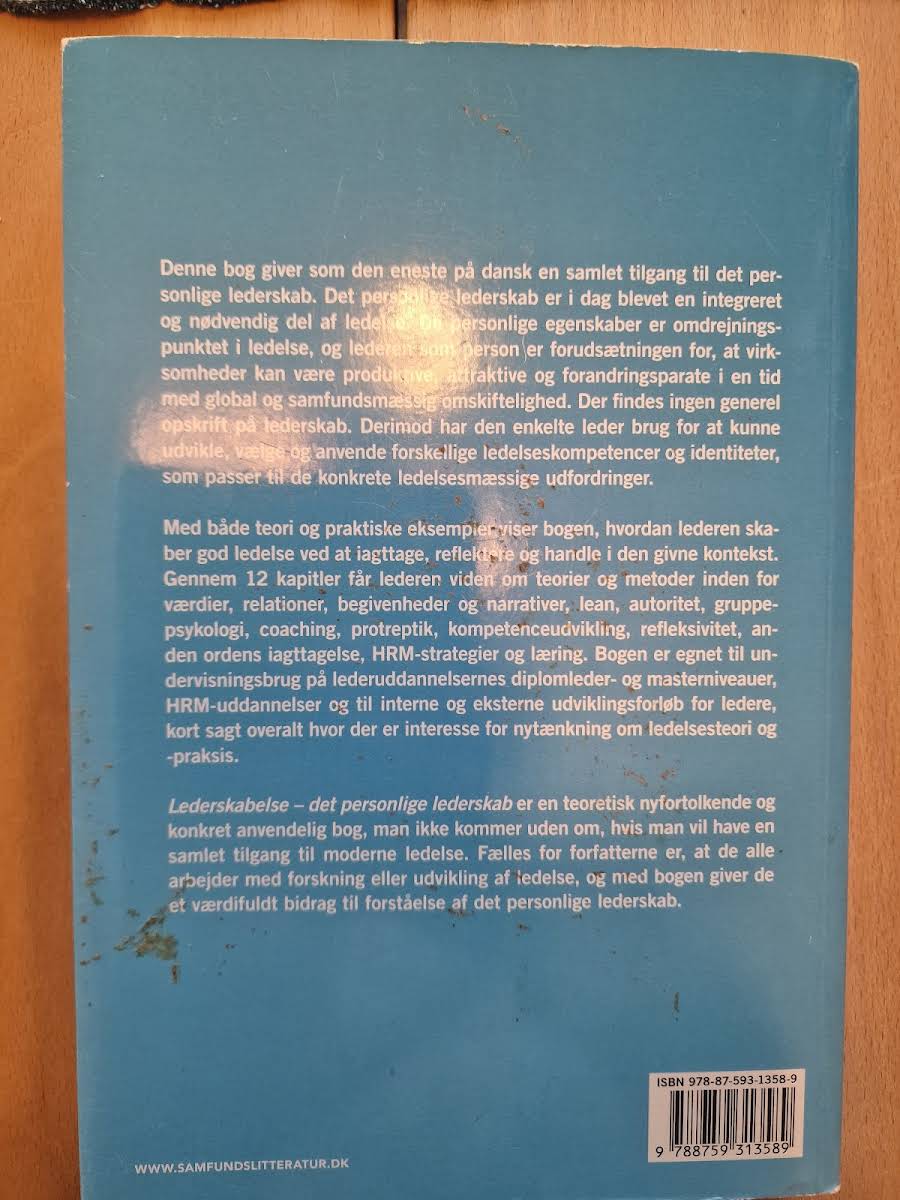 Denne bog giver som den eneste på dansk en samlet tilgang til det per-
sonlige lederskab. Det personlige lederskab er i dag blevet en integreret
og nødvendig del af ledelse. De personlige egenskaber er omdrejnings-
punktet i ledelse, og lederen som person er forudsætningen for, at virk-
somheder kan være produktive, attraktive og forandringsparate i en tid
med global og samfundsmæssig omskiftelighed. Der findes ingen generel
opskrift på lederskab. Derimod har den enkelte leder brug for at kunne
udvikle, vælge og anvende forskellige ledelseskompetencer og identiteter,
som passer til de konkrete ledelsesmæssige udfordringer.
Med både teori og praktiske eksempler viser bogen, hvordan lederen ska-
ber god ledelse ved at iagttage, reflektere og handle i den givne kontekst.
Gennem 12 kapitler får lederen viden om teorier og metoder inden for
værdier, relationer, begivenheder og narrativer, lean, autoritet, gruppe-
psykologi, coaching, protreptik, kompetenceudvikling, refleksivitet, an-
den ordens iagttagelse, HRM-strategier og læring. Bogen er egnet til un-
dervisningsbrug på lederuddannelsernes diplomleder- og masterniveauer,
HRM-uddannelser og til interne og eksterne udviklingsforløb for ledere,
kort sagt overalt hvor der er interesse for nytænkning om ledelsesteori og
-praksis.
Lederskabelse – det personlige lederskab er en teoretisk nyfortolkende og
konkret anvendelig bog, man ikke kommer uden om, hvis man vil have en
samlet tilgang til moderne ledelse. Fælles for forfatterne er, at de alle
arbejder med forskning eller udvikling af ledelse, og med bogen giver de
et værdifuldt bidrag til forståelse af det personlige lederskab.
ISBN 978-87-593-1358-9
9 788759 313589
WWW.SAMFUNDSLITTERATUR.DK